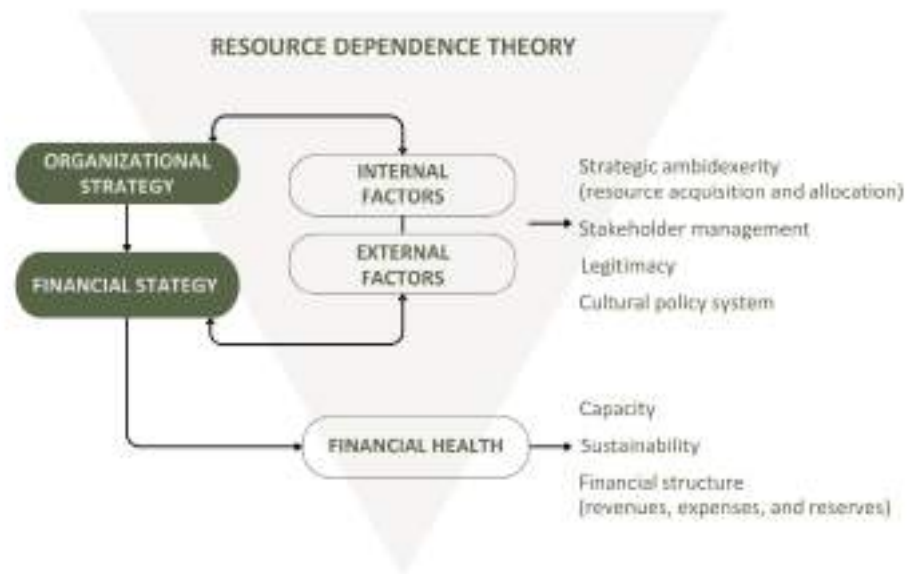 RESOURCE DEPENDENCE THEORY
ORGANIZATIONAL
STRATEGY
INTERNAL
FACTORS
Strategic ambidexerity
(resource acquisition and allocation)
Stakeholder management
EXTERNAL
FACTORS
Legitimacy
FINANCIAL STATEGY
Cultural policy system
Capacity
FINANCIAL HEALTH
Sustainability
Financial structure
(revenues, expenses, and reserves)